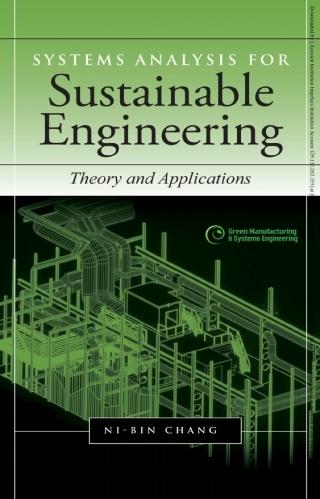 SYSTEMS ANALYSIS FOR
Sustainable
Engineering
Theory and Applications
Green Manufacturing
& Systems Engineering
NI-BIN CHANG